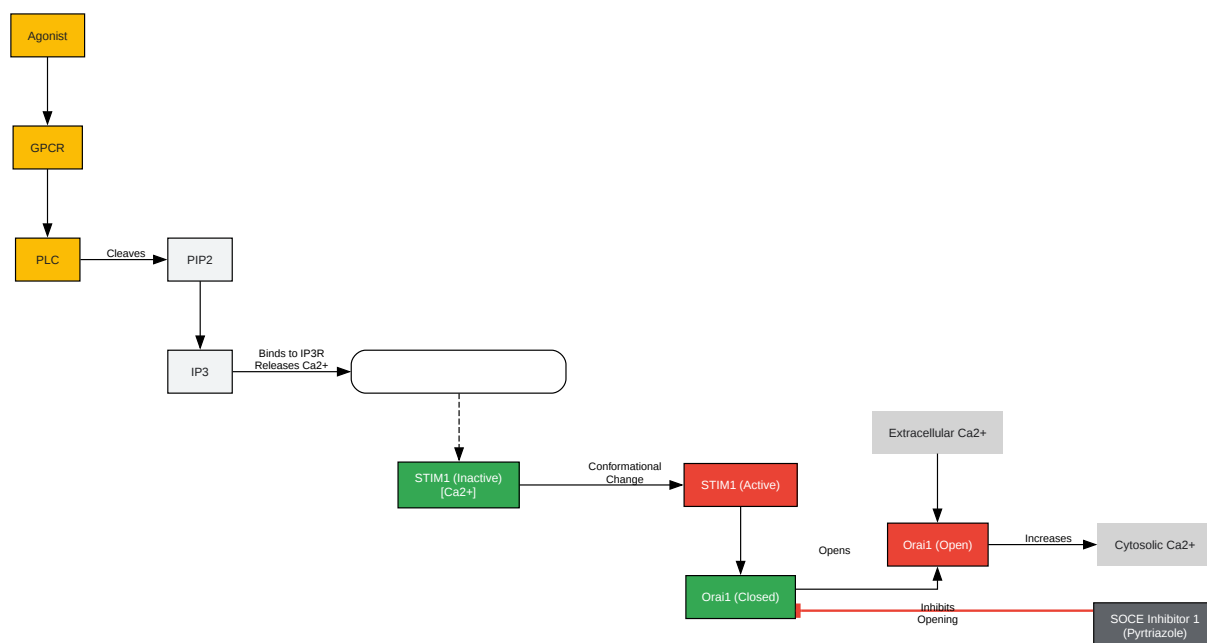 Agonist
GPCR
PLC
Cleaves
PIP2
IP3
Binds to IP3R
Releases Ca2+
STIM1 (Inactive)
[Ca2+]
Conformational
Change
STIM1 (Active)
Extracellular Ca2+
Opens
Orai1 (Open)
Increases
Cytosolic Ca2+
Orai1 (Closed)
Inhibits
Opening
SOCE Inhibitor 1
(Pyrtriazole)